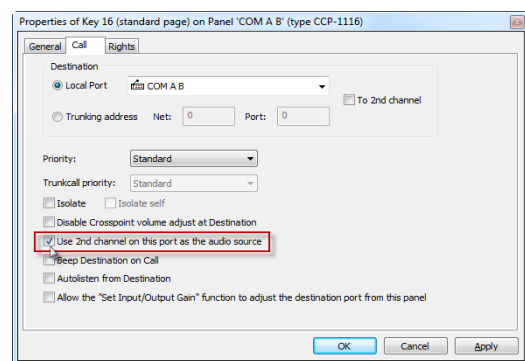 Properties of Key 16 (standard page) on Panel 'COM A B' (type CCP-1116)
General Call Rights
Destination
Local Port COM A B
To 2nd channel
Trunking address Net: 0 Port: 0
Priority: Standard
Trunkcall priority: Standard
Isolate Isolate self
Disable Crosspoint volume adjust at Destination
Use 2nd channel on this port as the audio source
Beep Destination on Call
Autolisten from Destination
Allow the "Set Input/Output Gain" function to adjust the destination port from this panel
OK Cancel Apply